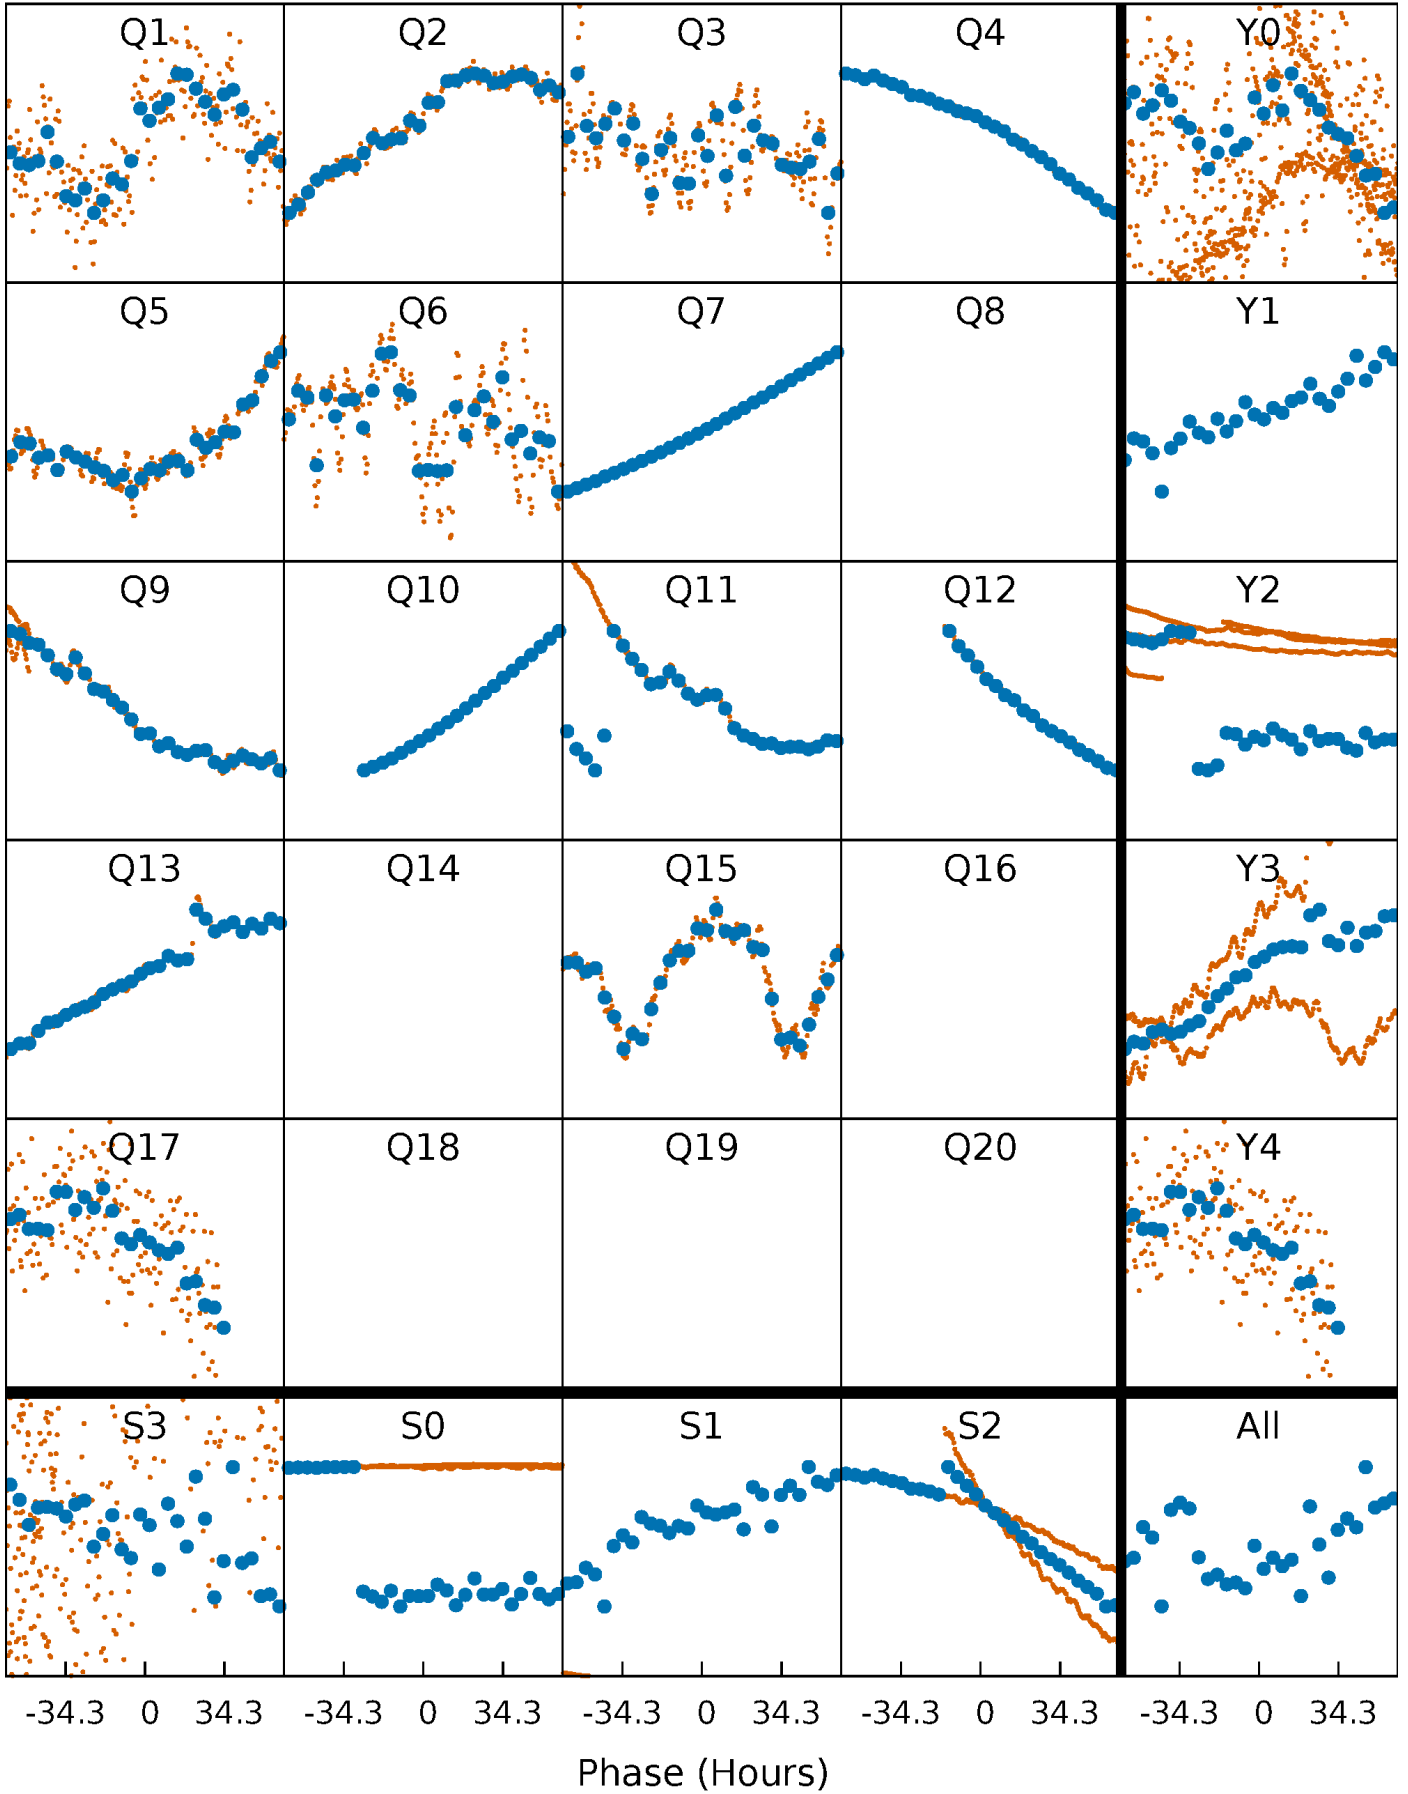 Q1 Q2 Q3 Q4 Y0
Q5 Q6 Q7 Q8 Y1
Q9 Q10 Q11 Q12 Y2
Q13 Q14 Q15 Q16 Y3
Q17 Q18 Q19 Q20 Y4
S3 S0 S1 S2 All
-34.3 0 34.3 -34.3 0 34.3 -34.3 0 34.3 -34.3 0 34.3 -34.3 0 34.3
Phase (Hours)